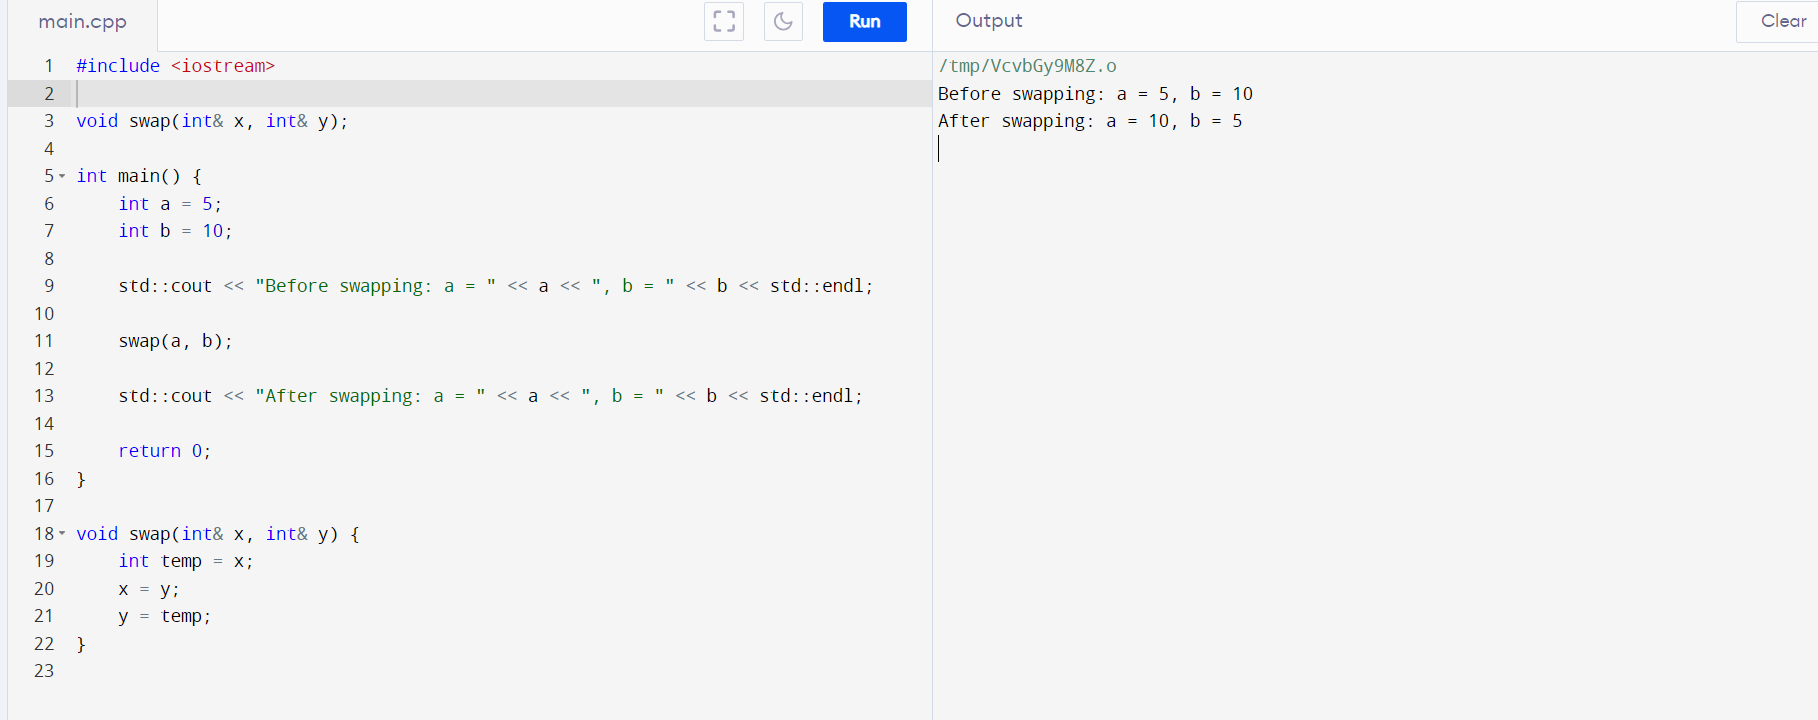 main.cpp
Run
Output
Clear
1 #include <iostream>
2
3 void swap(int& x, int& y);
4
5 int main() {
6     int a = 5;
7     int b = 10;
8
9     std::cout << "Before swapping: a = " << a << ", b = " << b << std::endl;
10
11     swap(a, b);
12
13     std::cout << "After swapping: a = " << a << ", b = " << b << std::endl;
14
15     return 0;
16 }
17
18 void swap(int& x, int& y) {
19     int temp = x;
20     x = y;
21     y = temp;
22 }
23
/tmp/VcvbGy9M8Z.o
Before swapping: a = 5, b = 10
After swapping: a = 10, b = 5